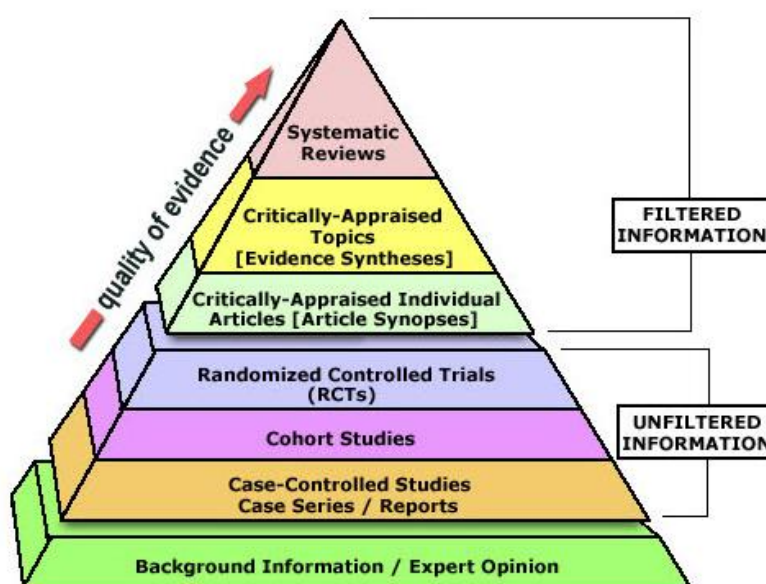 quality of evidence
Systematic
Reviews
Critically-Appraised
Topics
[Evidence Syntheses]
Critically-Appraised Individual
Articles [Article Synopses]
FILTERED
INFORMATION
Randomized Controlled Trials
(RCTs)
Cohort Studies
Case-Controlled Studies
Case Series / Reports
UNFILTERED
INFORMATION
Background Information / Expert Opinion